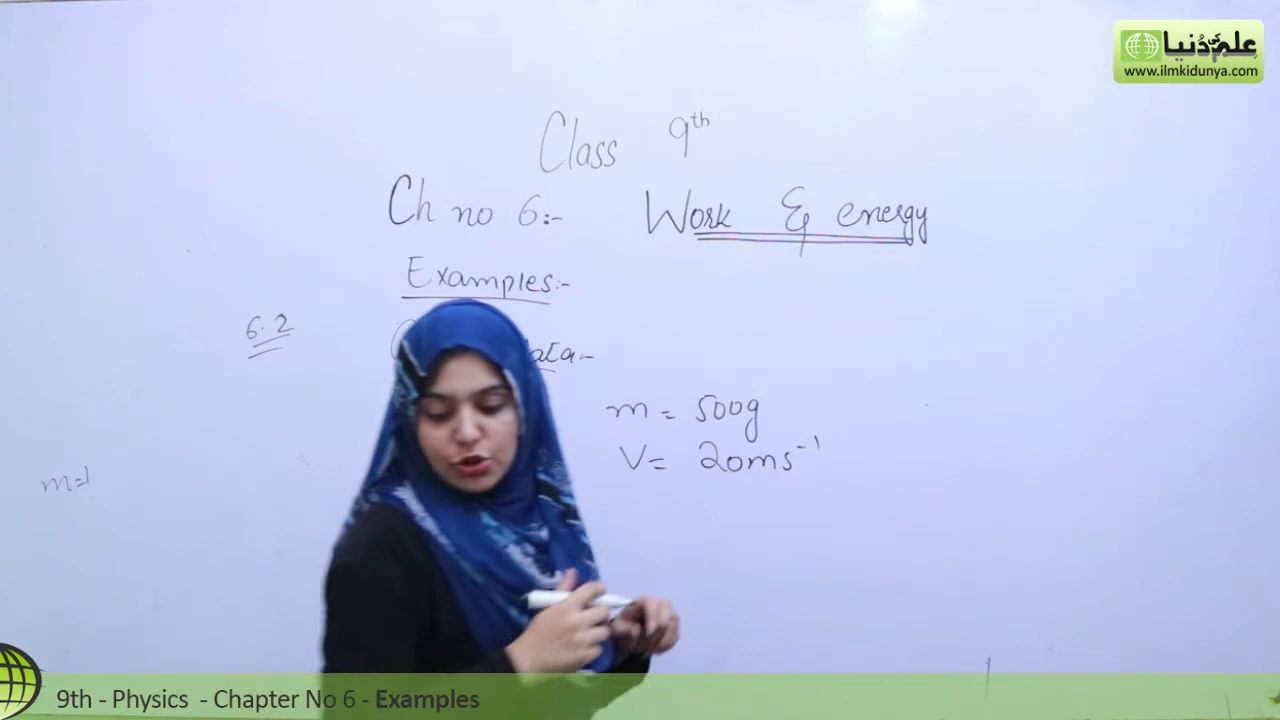 علم کی دنیا
www.ilmkidunya.com
Class 9th
Ch no 6:- Work & energy
Examples:-
6.2
m = 500g
V = 20ms⁻¹
m=1
9th - Physics - Chapter No 6 - Examples